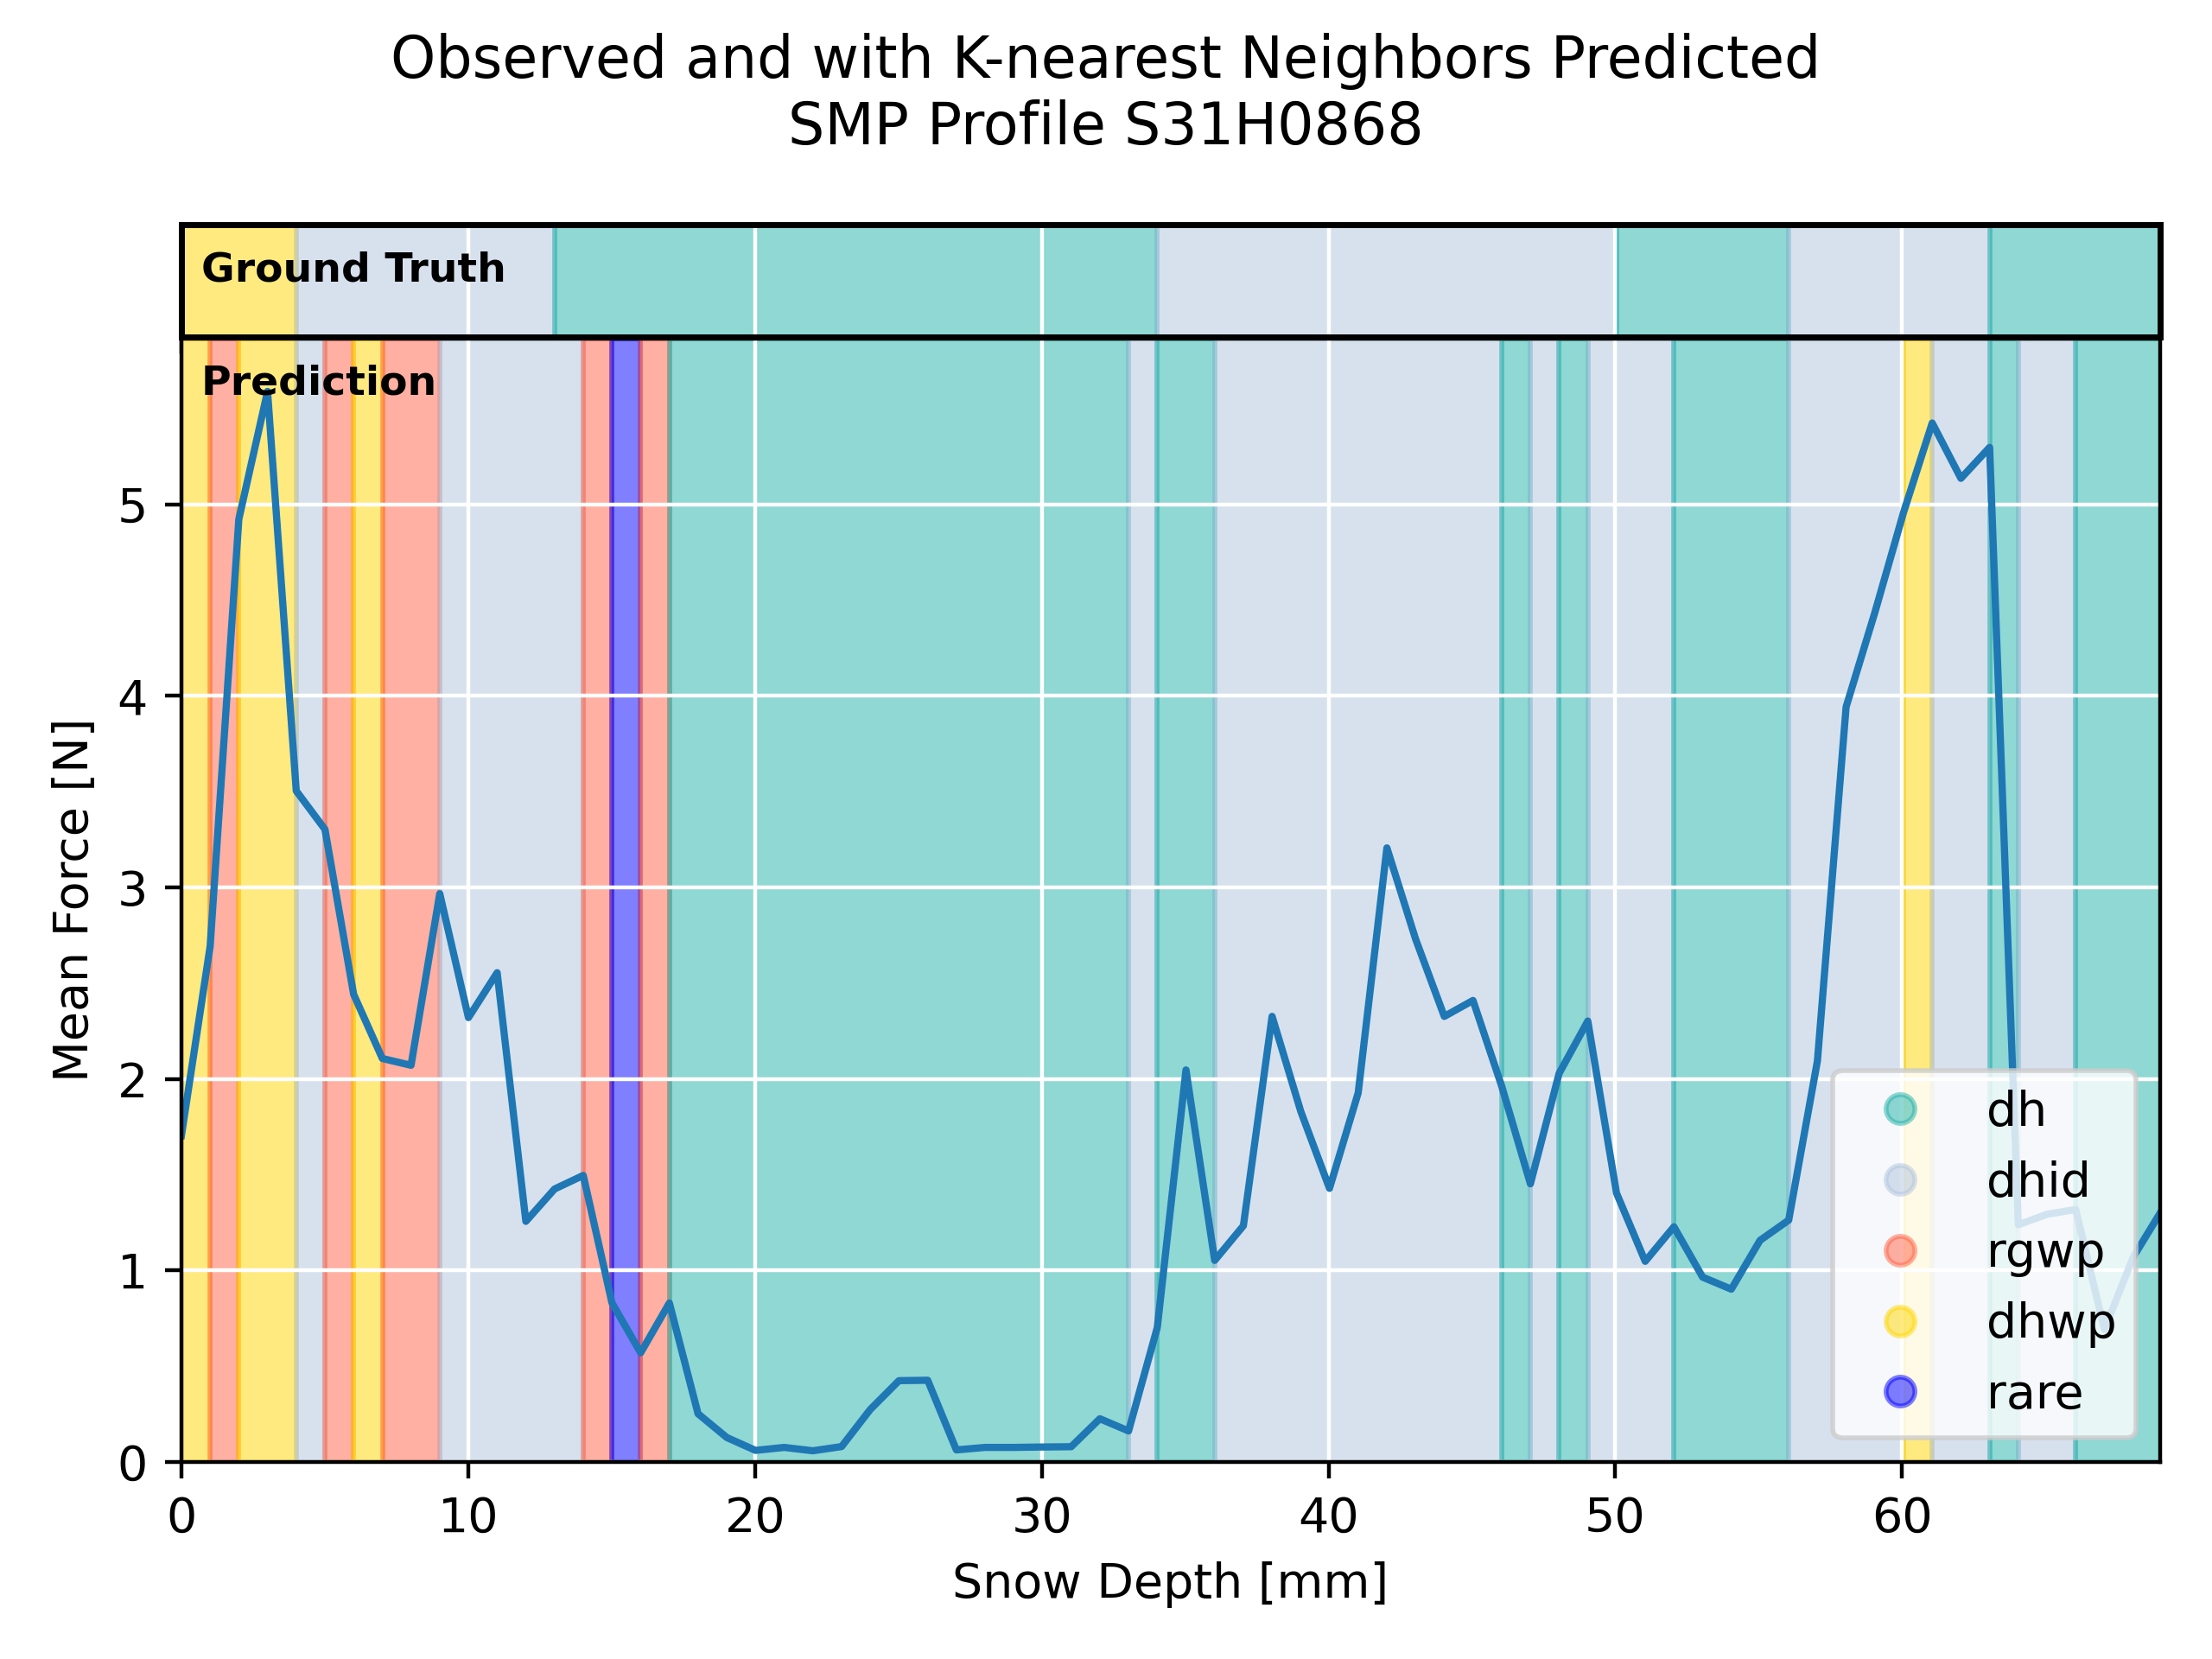 Observed and with K-nearest Neighbors Predicted
SMP Profile S31H0868
Ground Truth
Prediction
5
4
3
2
1
0
Mean Force [N]
dh
dhid
rgwp
dhwp
rare
0 10 20 30 40 50 60
Snow Depth [mm]